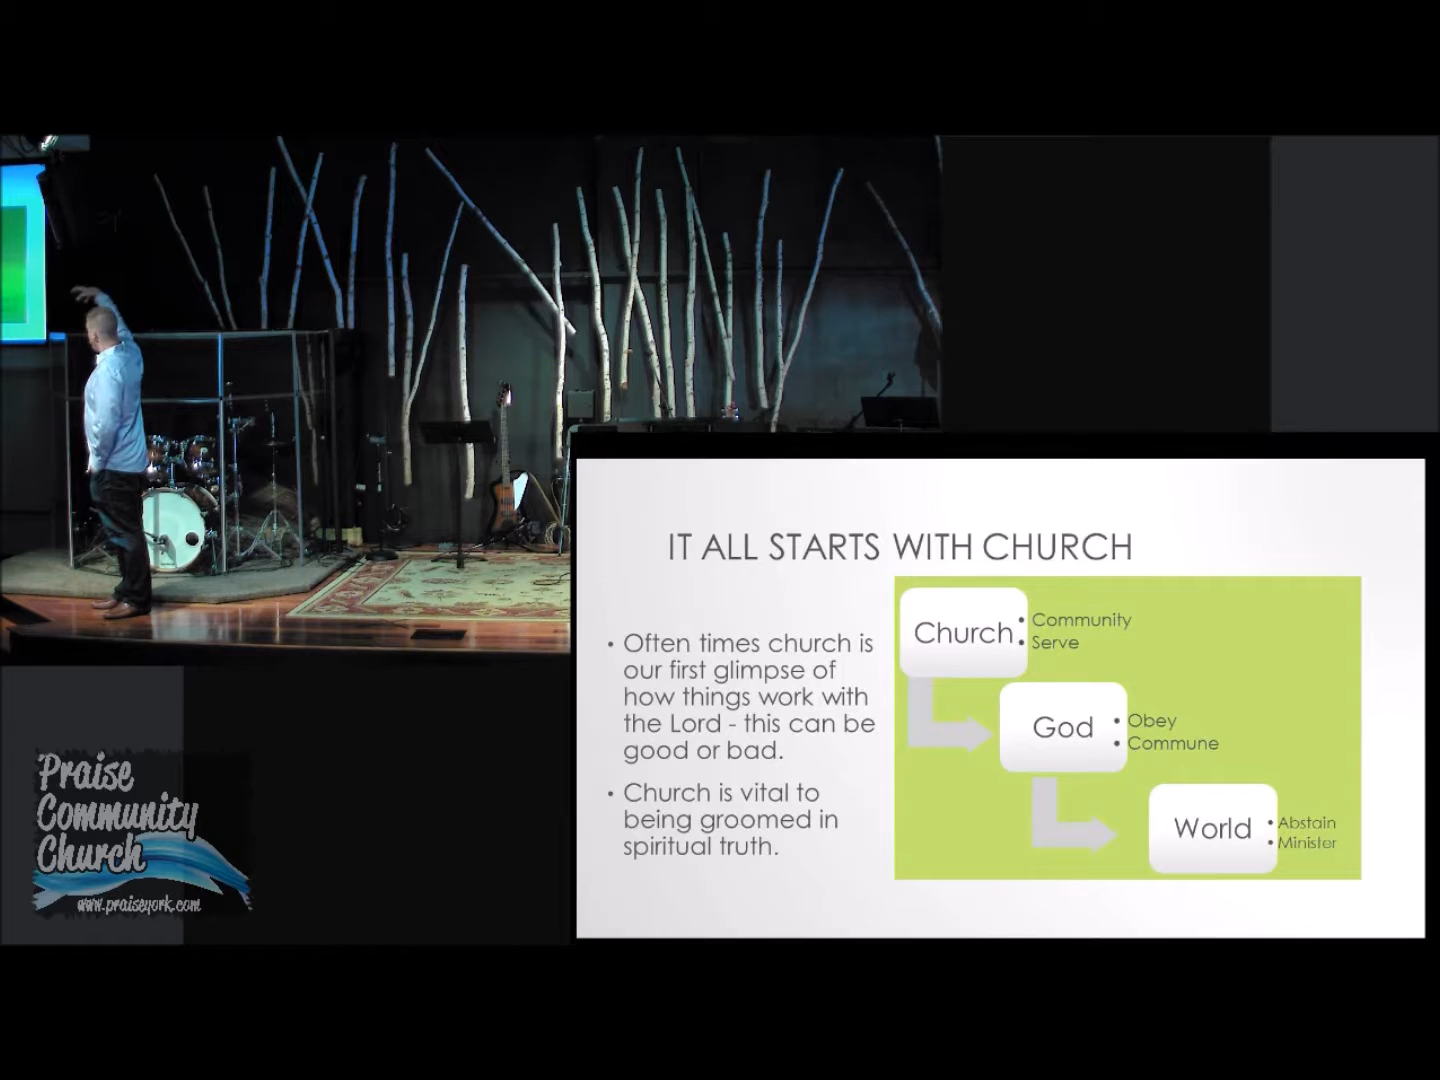 IT ALL STARTS WITH CHURCH
• Often times church is
our first glimpse of
how things work with
the Lord - this can be
good or bad.
• Church is vital to
being groomed in
spiritual truth.
Church
• Community
• Serve
God
• Obey
• Commune
World
• Abstain
• Minister
Praise
Community
Church
www.praiseyork.com